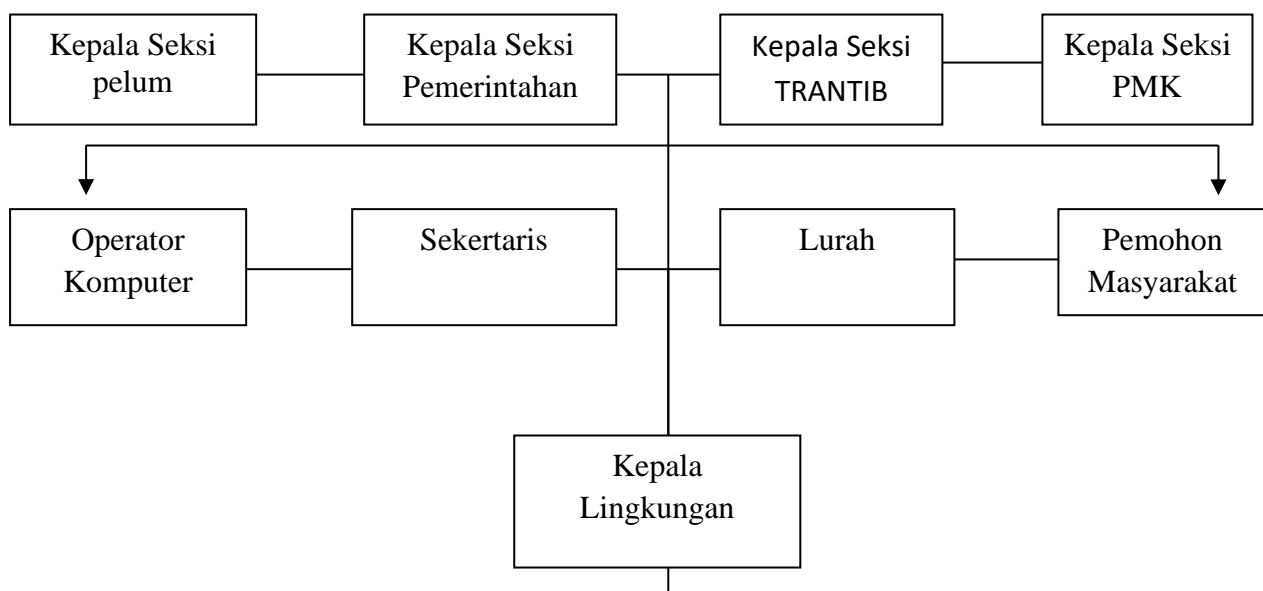 Kepala Seksi
pelum
Kepala Seksi
Pemerintahan
Kepala Seksi
TRANTIB
Kepala Seksi
PMK
Operator
Komputer
Sekertaris
Lurah
Pemohon
Masyarakat
Kepala
Lingkungan